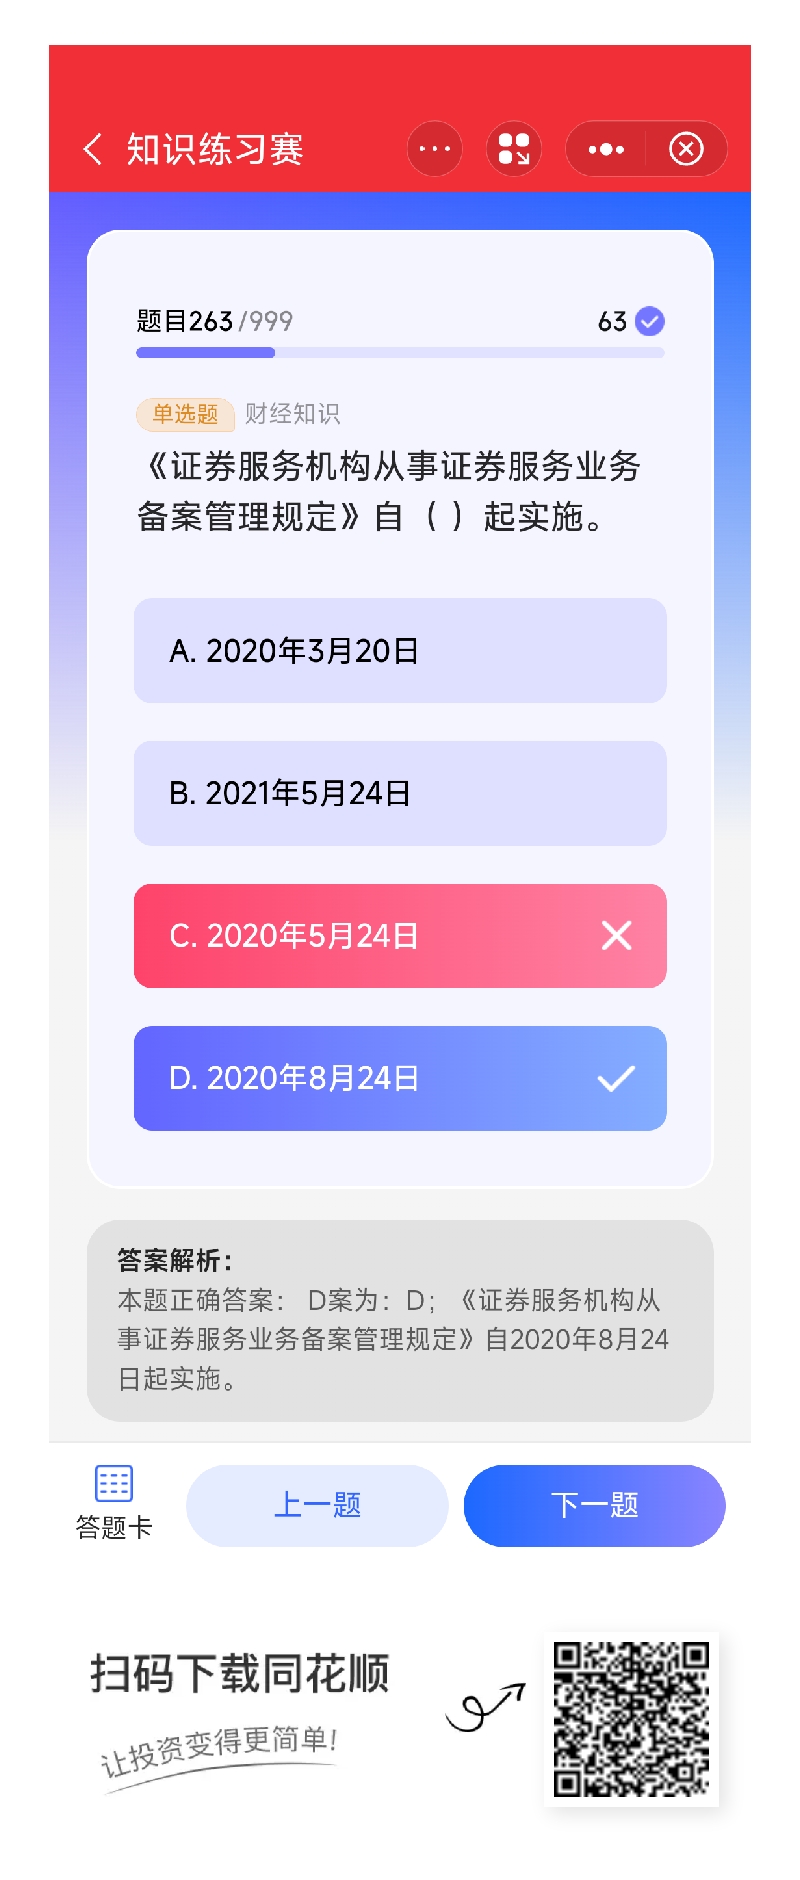 知识练习赛
题目263/999
63
单选题 财经知识
《证券服务机构从事证券服务业务
备案管理规定》自（ ）起实施。
A. 2020年3月20日
B. 2021年5月24日
C. 2020年5月24日
D. 2020年8月24日
答案解析：
本题正确答案： D案为：D；《证券服务机构从
事证券服务业务备案管理规定》自2020年8月24
日起实施。
答题卡
上一题
下一题
扫码下载同花顺
让投资变得更简单!